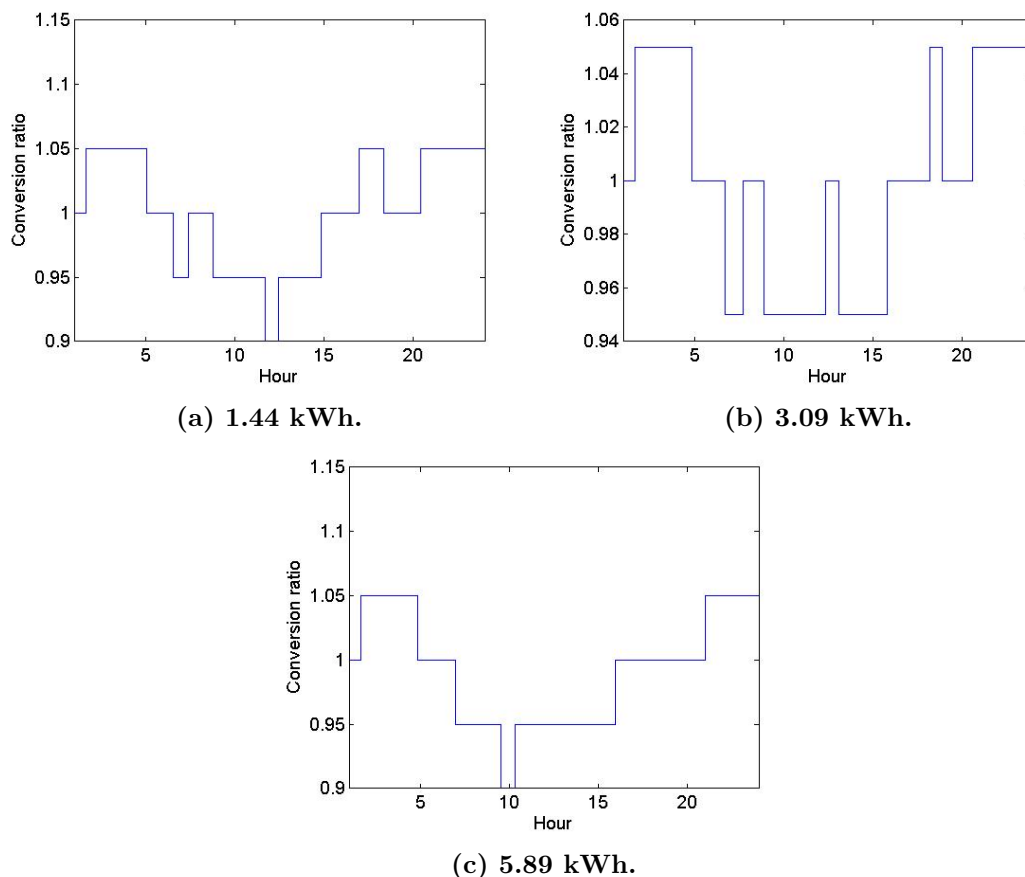 1.15
1.1
1.05
1
0.95
0.9
Conversion ratio
5 10 15 20
Hour
(a) 1.44 kWh.
1.06
1.04
1.02
1
0.98
0.96
0.94
Conversion ratio
5 10 15 20
Hour
(b) 3.09 kWh.
1.15
1.1
1.05
1
0.95
0.9
Conversion ratio
5 10 15 20
Hour
(c) 5.89 kWh.